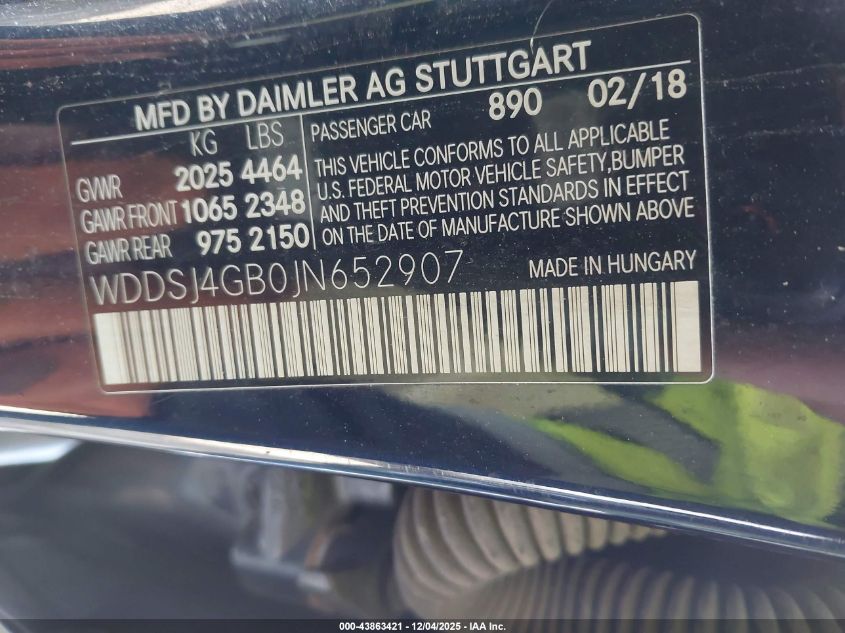 MFD BY DAIMLER AG STUTTGART
KG LBS
GVWR 2025 4464
GAWR FRONT 1065 2348
GAWR REAR 975 2150
PASSENGER CAR 890 02/18
THIS VEHICLE CONFORMS TO ALL APPLICABLE
U.S. FEDERAL MOTOR VEHICLE SAFETY, BUMPER
AND THEFT PREVENTION STANDARDS IN EFFECT
ON THE DATE OF MANUFACTURE SHOWN ABOVE
WDDSJ4GB0JN652907
MADE IN HUNGARY
000-43863421 - 12/04/2025 - IAA Inc.